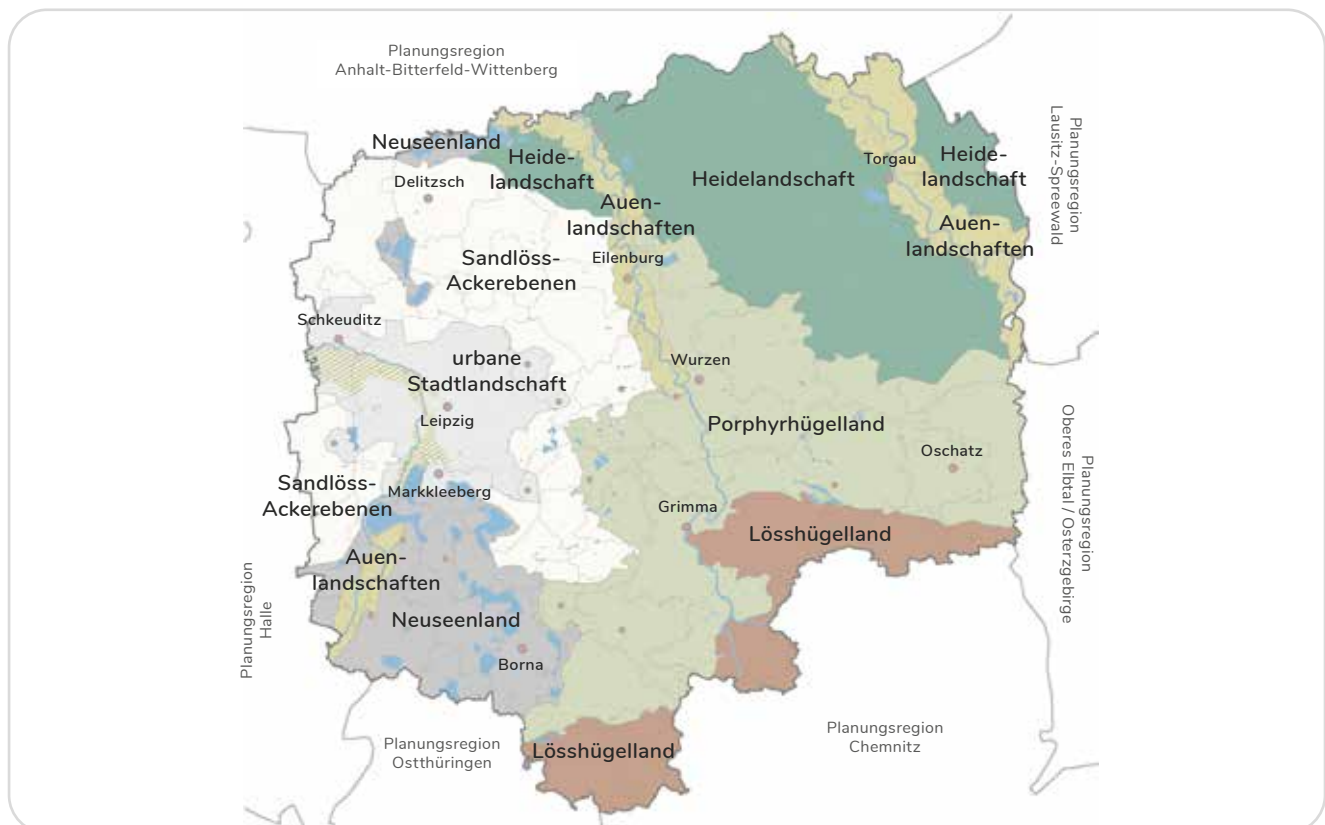 Planungsregion
Anhalt-Bitterfeld-Wittenberg
Planungsregion
Lausitz-Spreewald
Neuseenland
Delitzsch
Heide-
landschaft
Heidelandschaft
Torgau
Heide-
landschaft
Auen-
landschaften
Auen-
landschaften
Eilenburg
Sandlöss-
Ackerebenen
Schkeuditz
urbane
Stadtlandschaft
Leipzig
Wurzen
Porphyrhügelland
Oschatz
Planungsregion
Oberes Elbtal / Osterzgebirge
Sandlöss-
Ackerebenen
Markkleeberg
Grimma
Lösshügelland
Auen-
landschaften
Neuseenland
Borna
Planungsregion
Halle
Planungsregion
Ostthüringen
Lösshügelland
Planungsregion
Chemnitz